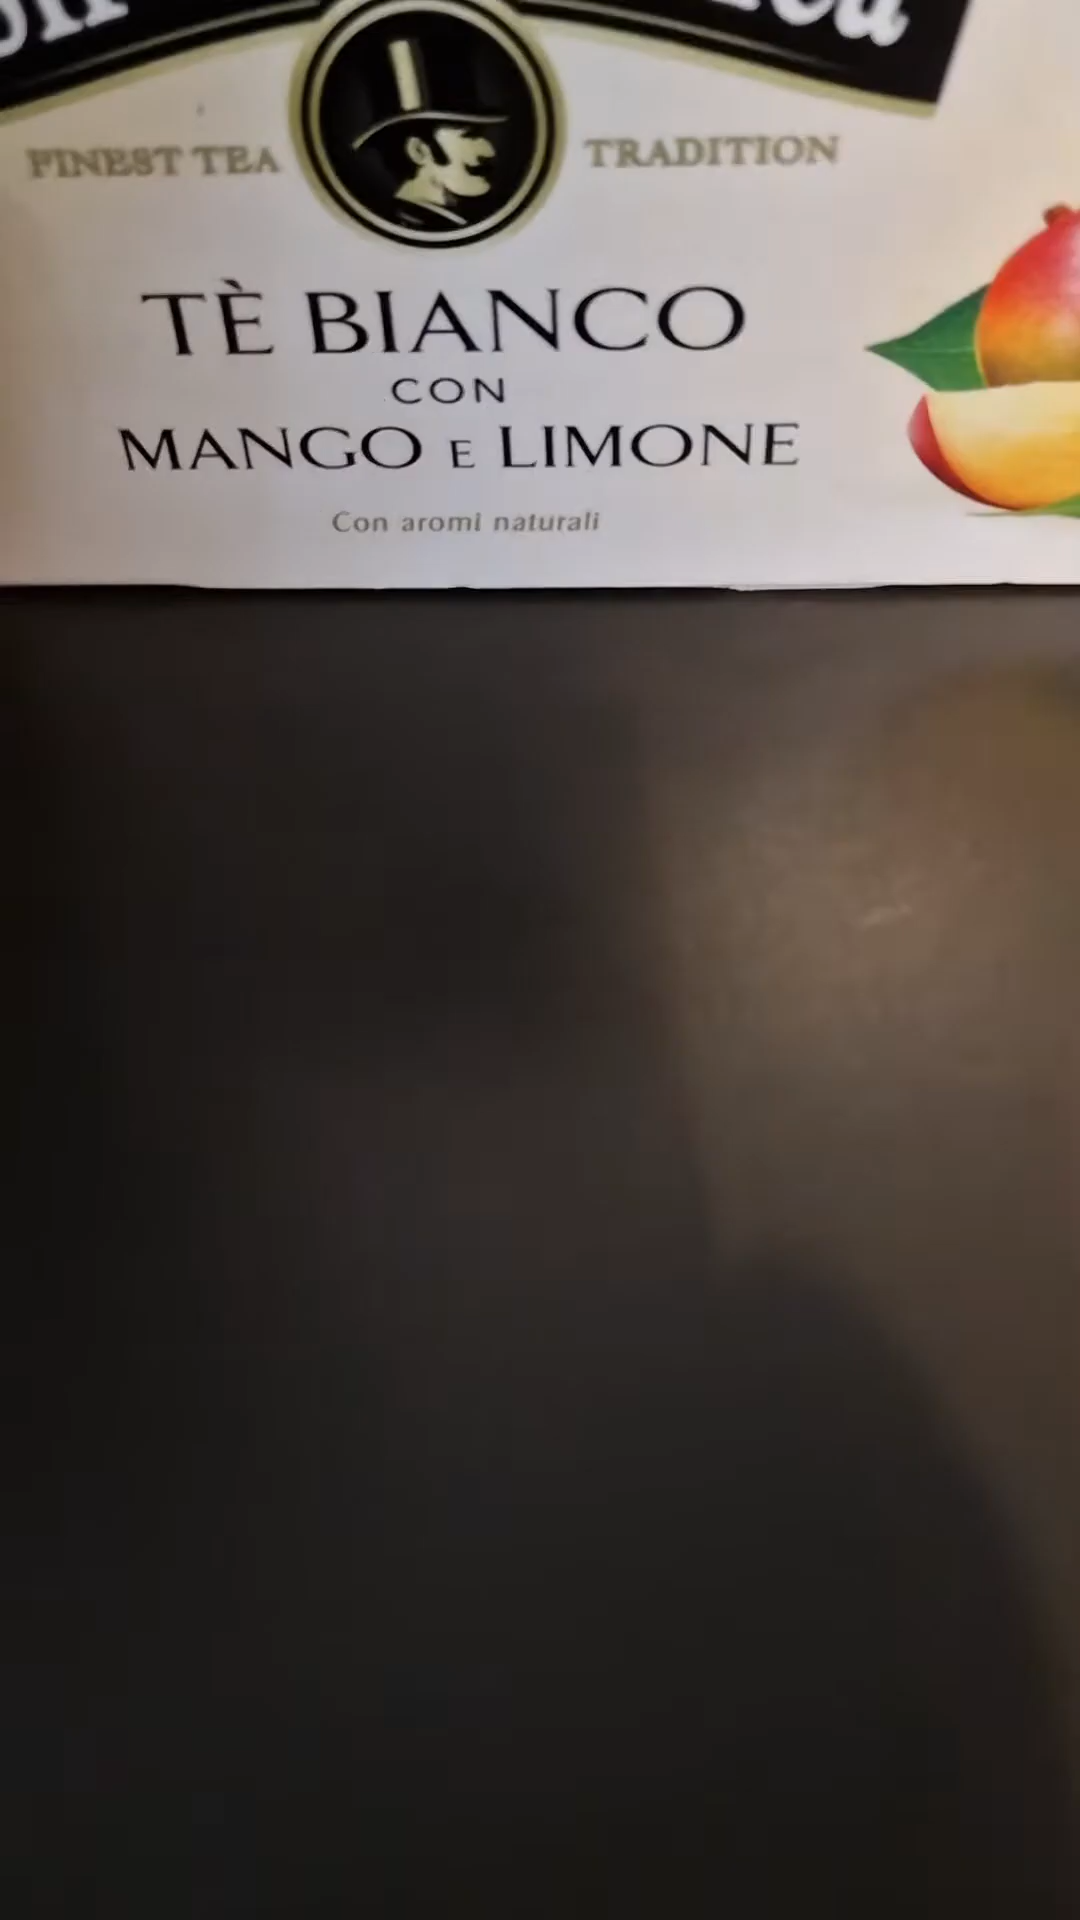 FINEST TEA TRADITION
TÈ BIANCO
CON
MANGO E LIMONE
Con aromi naturali